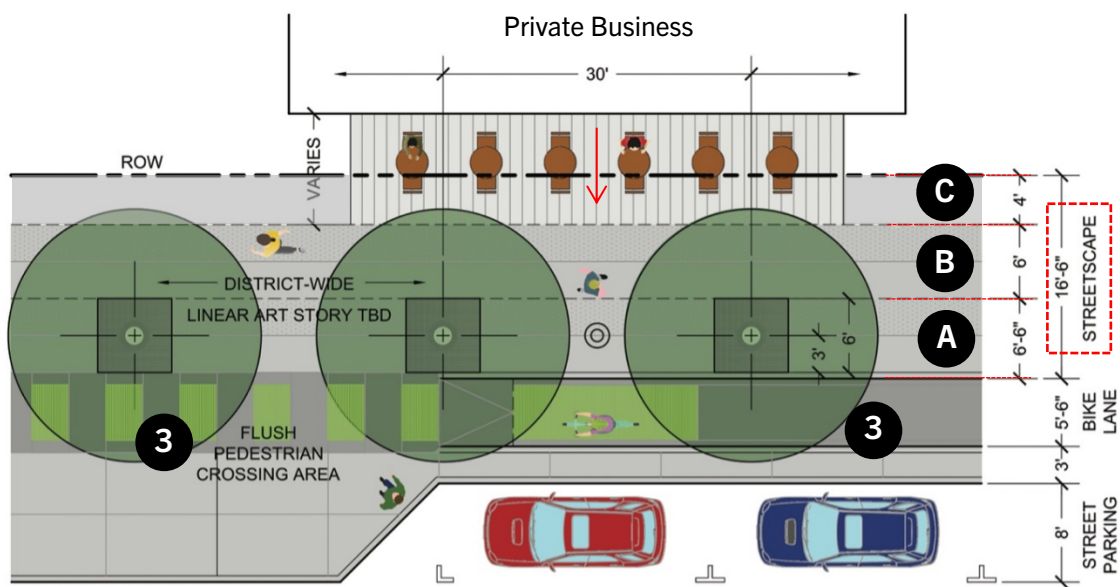 Private Business
30'
ROW
VARIES
C
4'
B
6'
16'-6"
STREETSCAPE
DISTRICT-WIDE
LINEAR ART STORY TBD
A
6'-6"
3'
6'
3
FLUSH
PEDESTRIAN
CROSSING AREA
3
5'-6"
BIKE
LANE
3'
8'
STREET
PARKING